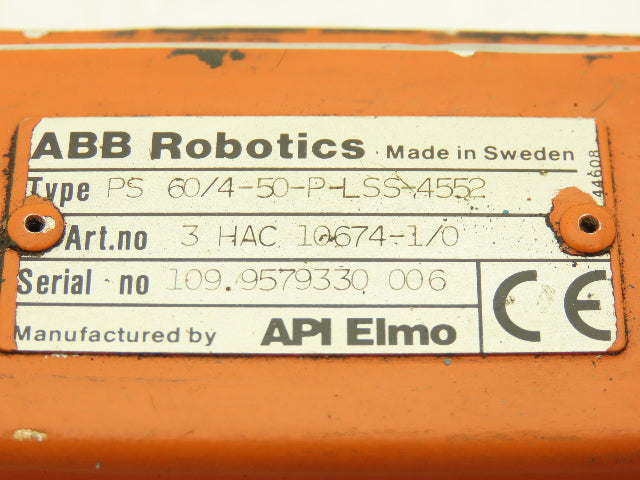 ABB Robotics Made in Sweden
Type PS 60/4-50-P-LSS-4552
Art.no 3 HAC 10674-1/0
Serial no 109.9579330 006
Manufactured by API Elmo
CE
44608